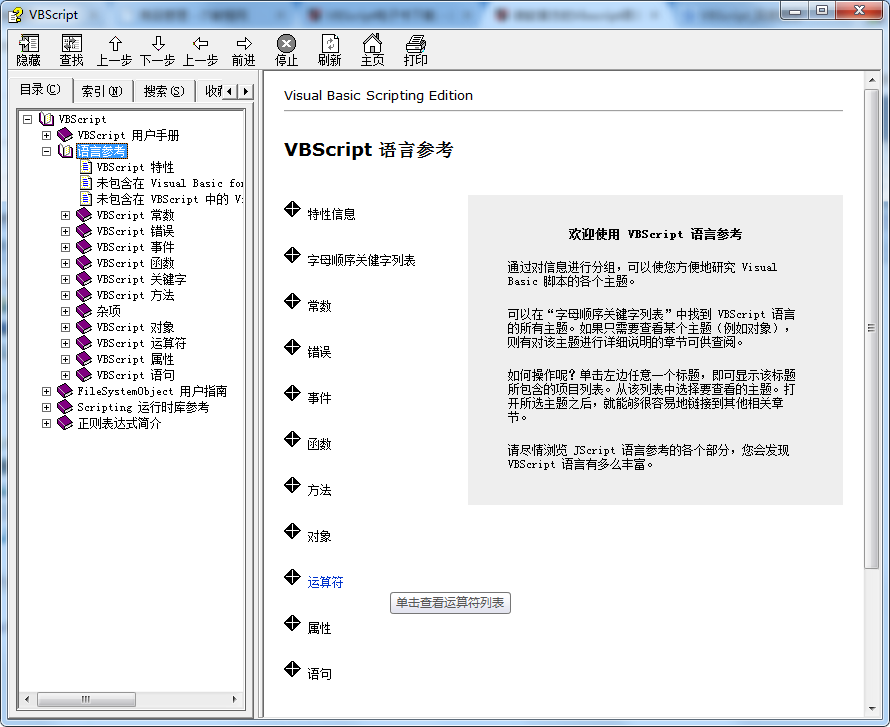 VBScript
隐藏 查找 上一步 下一步 上一步 前进 停止 刷新 主页 打印
目录(C) 索引(N) 搜索(S)
VBScript
VBScript 用户手册
语言参考
VBScript 特性
未包含在 Visual Basic for
未包含在 VBScript 中的
VBScript 常数
VBScript 错误
VBScript 事件
VBScript 函数
VBScript 关键字
VBScript 方法
杂项
VBScript 对象
VBScript 运算符
VBScript 属性
VBScript 语句
FileSystemObject 用户指南
Scripting 运行时库参考
正则表达式简介
Visual Basic Scripting Edition
VBScript 语言参考
特性信息
字母顺序关键字列表
常数
错误
事件
函数
方法
对象
运算符
属性
语句
欢迎使用 VBScript 语言参考
通过对信息进行分组，可以使您方便地研究 Visual
Basic 脚本的各个主题。
可以在“字母顺序关键字列表”中找到 VBScript 语言
的所有主题。如果只需要查看某个主题（例如对象），
则有对该主题进行详细说明的章节可供查阅。
如何操作呢？单击左边任意一个标题，即可显示该标题
所包含的项目列表。从该列表中选择要查看的主题。打
开所选主题之后，就能够很容易地链接到其他相关章
节。
请尽情浏览 JScript 语言参考的各个部分，您会发现
VBScript 语言有多么丰富。
单击查看运算符列表